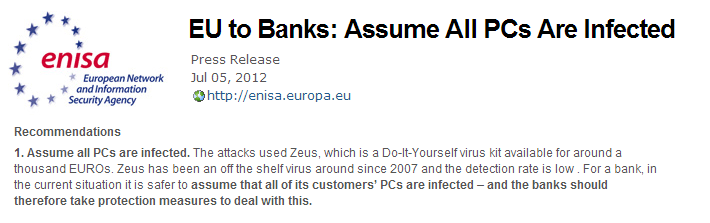 EU to Banks: Assume All PCs Are Infected
enisa
European Network
and Information
Security Agency
Press Release
Jul 05, 2012
http://enisa.europa.eu
Recommendations
1. Assume all PCs are infected. The attacks used Zeus, which is a Do-It-Yourself virus kit available for around a
thousand EUROs. Zeus has been an off the shelf virus around since 2007 and the detection rate is low . For a bank, in
the current situation it is safer to assume that all of its customers' PCs are infected – and the banks should
therefore take protection measures to deal with this.